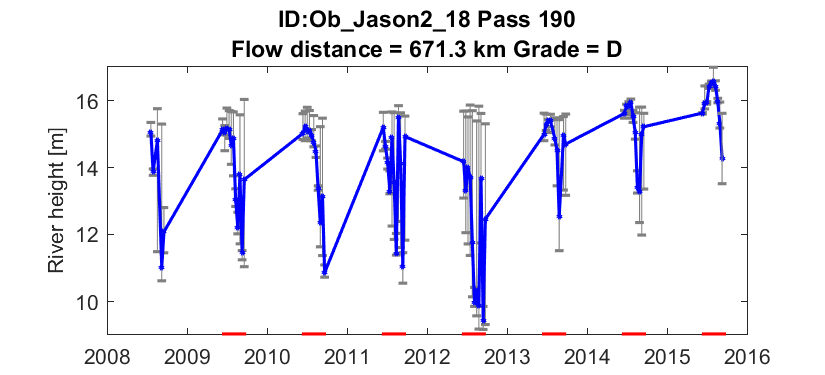 ID:Ob_Jason2_18 Pass 190
Flow distance = 671.3 km Grade = D
River height [m]
16
14
12
10
2008 2009 2010 2011 2012 2013 2014 2015 2016